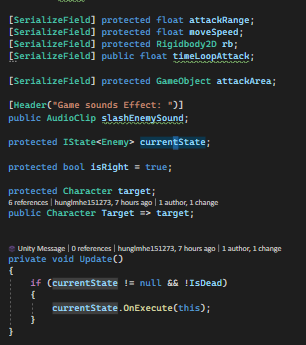 [SerializeField] protected float attackRange;
[SerializeField] protected float moveSpeed;
[SerializeField] protected Rigidbody2D rb;
[SerializeField] public float timeLoopAttack;
[SerializeField] protected GameObject attackArea;
[Header("Game sounds Effect: ")]
public AudioClip slashEnemySound;
protected IState<Enemy> currentState;
protected bool isRight = true;
protected Character target;
6 references | hunglmhe151273, 7 hours ago | 1 author, 1 change
public Character Target => target;
Unity Message | 0 references | hunglmhe151273, 7 hours ago | 1 author, 1 change
private void Update()
{
if (currentState != null && !IsDead)
{
currentState.OnExecute(this);
}
}